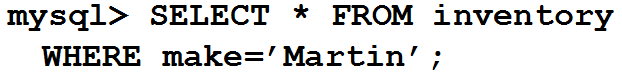 mysql> SELECT * FROM inventory
WHERE make=’Martin’;